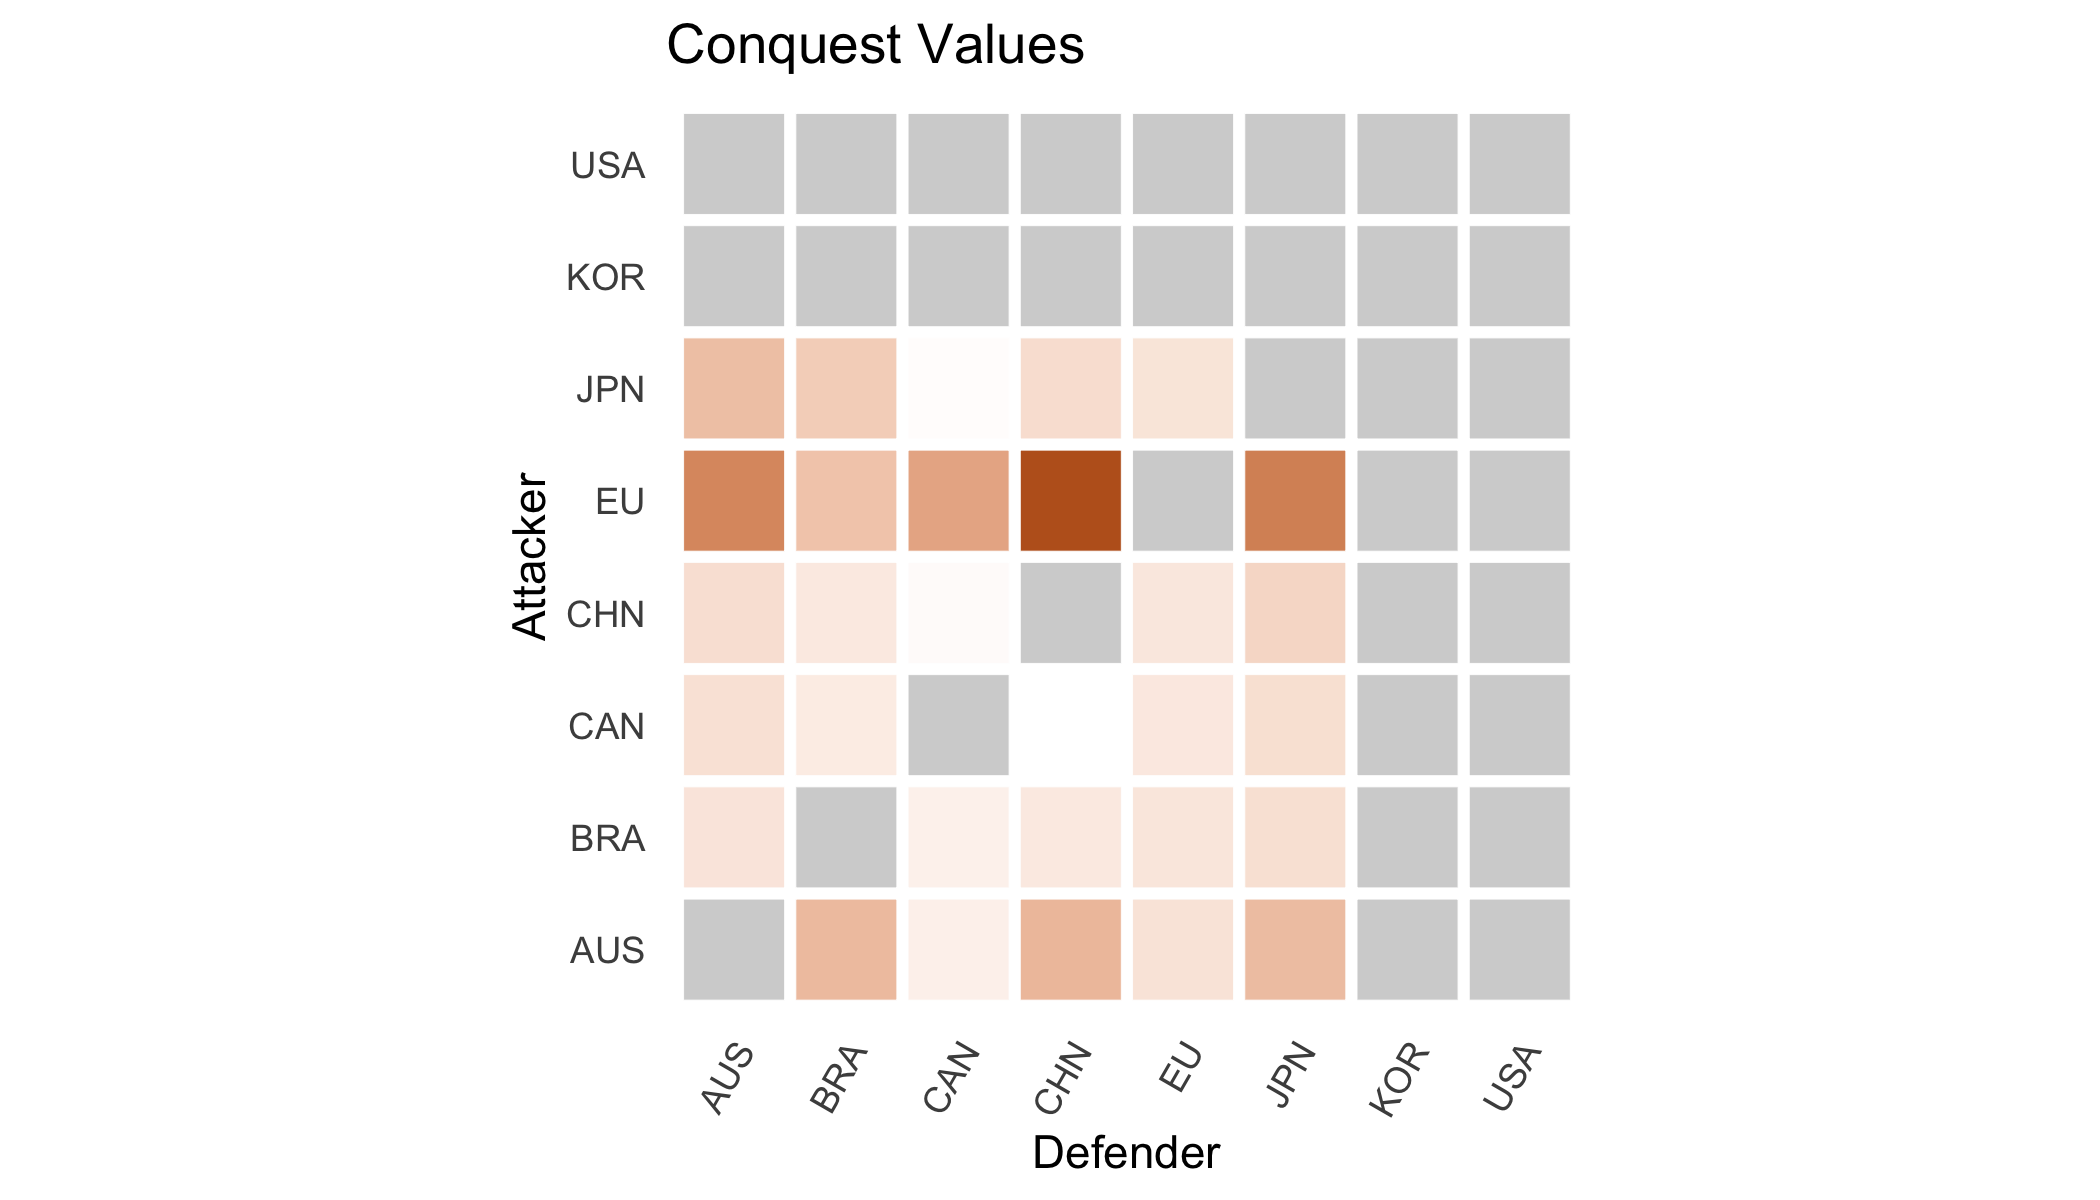 Conquest Values
USA
KOR
JPN
EU
CHN
CAN
BRA
AUS
Attacker
AUS
BRA
CAN
CHN
EU
JPN
KOR
USA
Defender